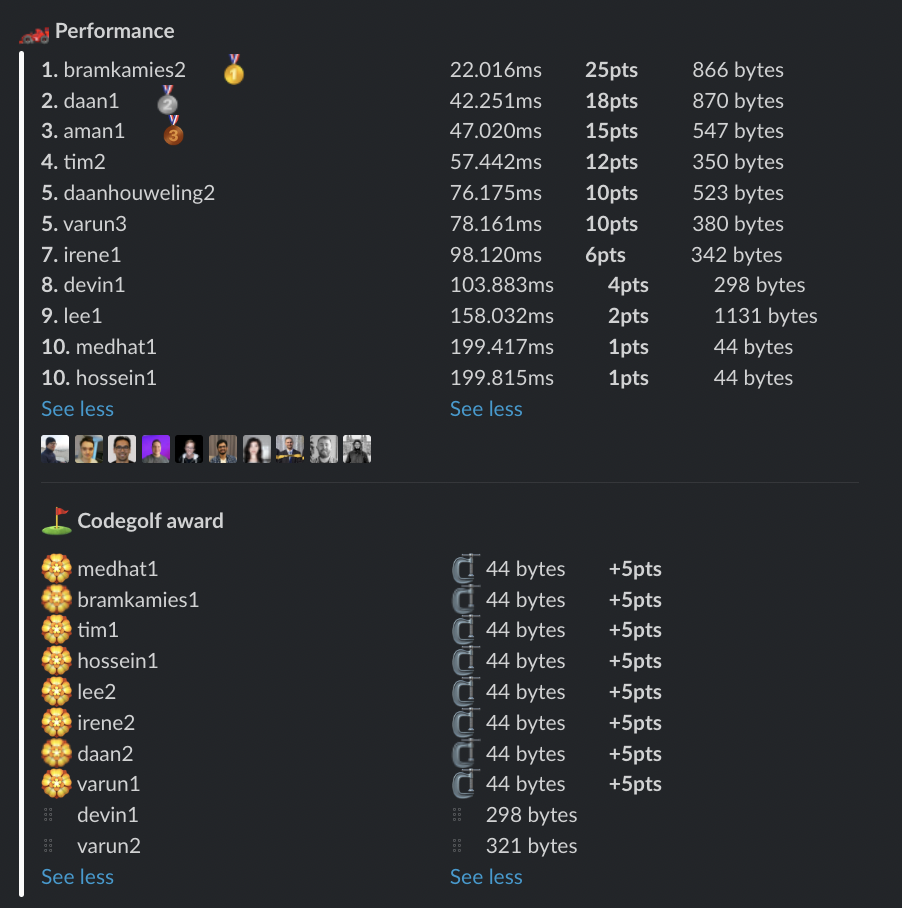 Performance
1. bramkamies2 1 22.016ms 25pts 866 bytes
2. daan1 2 42.251ms 18pts 870 bytes
3. aman1 3 47.020ms 15pts 547 bytes
4. tim2 57.442ms 12pts 350 bytes
5. daanhouweling2 76.175ms 10pts 523 bytes
5. varun3 78.161ms 10pts 380 bytes
7. irene1 98.120ms 6pts 342 bytes
8. devin1 103.883ms 4pts 298 bytes
9. lee1 158.032ms 2pts 1131 bytes
10. medhat1 199.417ms 1pts 44 bytes
10. hossein1 199.815ms 1pts 44 bytes
See less See less
Codegolf award
medhat1 44 bytes +5pts
bramkamies1 44 bytes +5pts
tim1 44 bytes +5pts
hossein1 44 bytes +5pts
lee2 44 bytes +5pts
irene2 44 bytes +5pts
daan2 44 bytes +5pts
varun1 44 bytes +5pts
devin1 298 bytes
varun2 321 bytes
See less See less